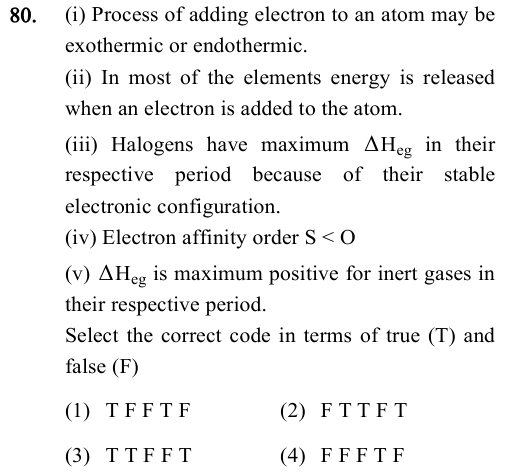 80. (i) Process of adding electron to an atom may be
exothermic or endothermic.
(ii) In most of the elements energy is released
when an electron is added to the atom.
(iii) Halogens have maximum ΔHeg in their
respective period because of their stable
electronic configuration.
(iv) Electron affinity order S < O
(v) ΔHeg is maximum positive for inert gases in
their respective period.
Select the correct code in terms of true (T) and
false (F)
(1) T F F T F (2) F T T F T
(3) T T F F T (4) F F F T F